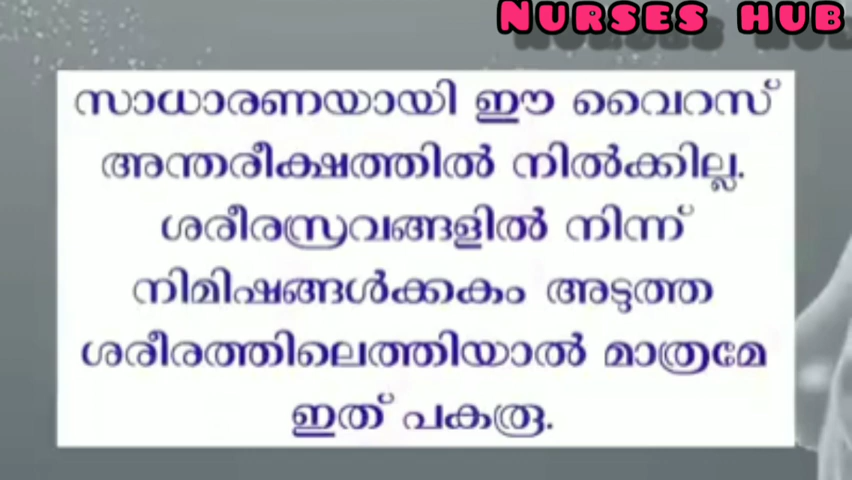 NURSES HUB
സാധാരണയായി ഈ വൈറസ്
അന്തരീക്ഷത്തിൽ നിൽക്കില്ല.
ശരീരസ്രവങ്ങളിൽ നിന്ന്
നിമിഷങ്ങൾക്കകം അടുത്ത
ശരീരത്തിലെത്തിയാൽ മാത്രമേ
ഇത് പകരൂ.